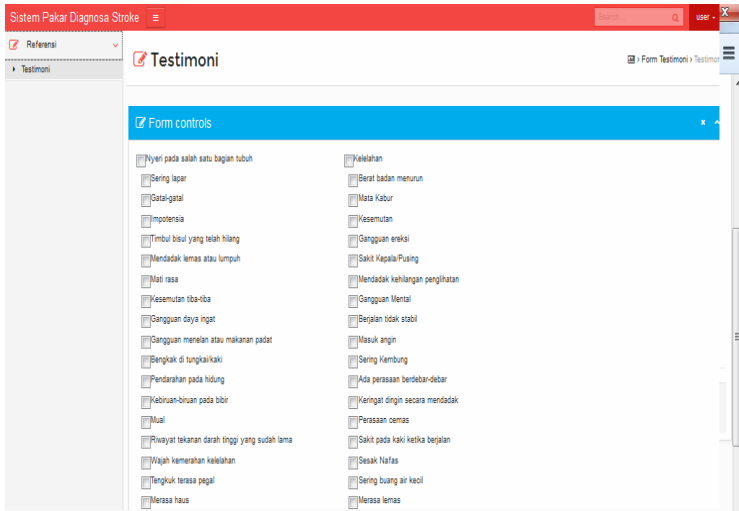 Sistem Pakar Diagnosa Stroke
Search...
user
Referensi
Testimoni
Testimoni
› Form Testimoni › Testimon
Form controls
Nyeri pada salah satu bagian tubuh
Kelelahan
Sering lapar
Berat badan menurun
Gatal-gatal
Mata Kabur
Impotensia
Kesemutan
Timbul bisul yang telah hilang
Gangguan ereksi
Mendadak lemas atau lumpuh
Sakit Kepala/Pusing
Mati rasa
Mendadak kehilangan penglihatan
Kesemutan tiba-tiba
Gangguan Mental
Gangguan daya ingat
Berjalan tidak stabil
Gangguan menelan atau makanan padat
Masuk angin
Bengkak di tungkai/kaki
Sering Kembung
Pendarahan pada hidung
Ada perasaan berdebar-debar
Kebiruan-biruan pada bibir
Keringat dingin secara mendadak
Mual
Perasaan cemas
Riwayat tekanan darah tinggi yang sudah lama
Sakit pada kaki ketika berjalan
Wajah kemerahan kelelahan
Sesak Nafas
Tengkuk terasa pegal
Sering buang air kecil
Merasa haus
Merasa lemas